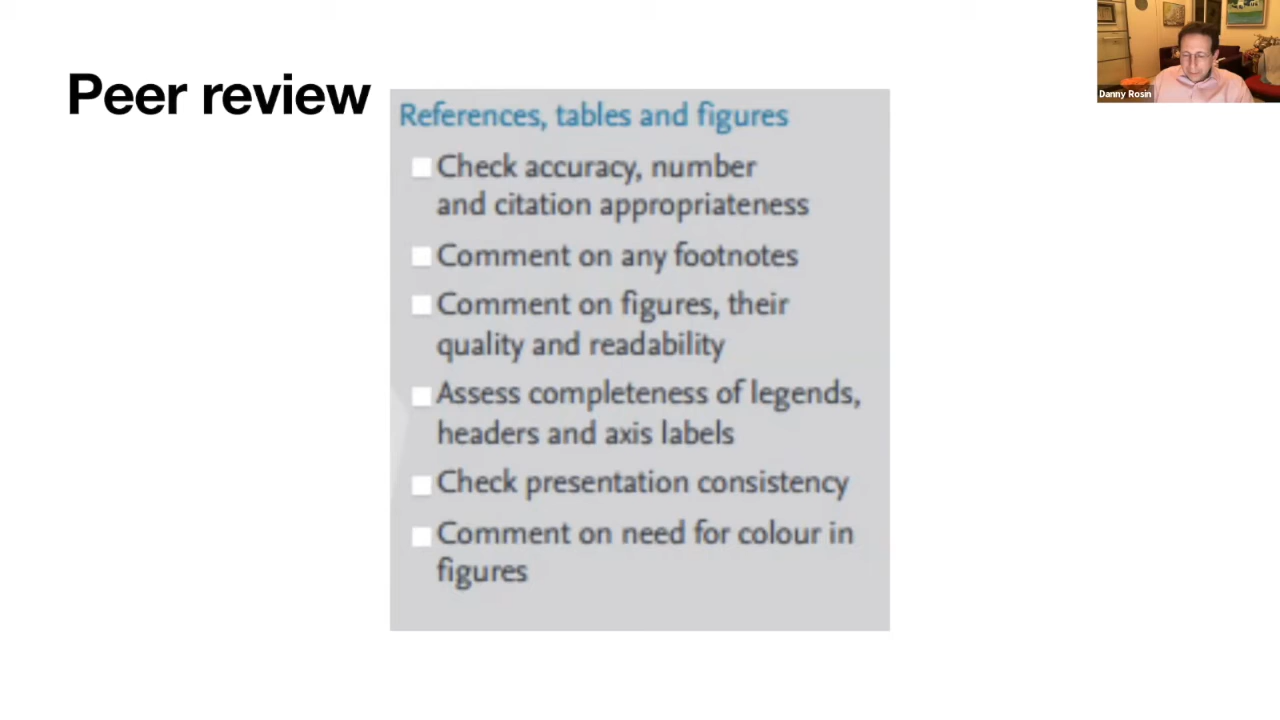 Peer review
References, tables and figures
Check accuracy, number
and citation appropriateness
Comment on any footnotes
Comment on figures, their
quality and readability
Assess completeness of legends,
headers and axis labels
Check presentation consistency
Comment on need for colour in
figures
Danny Rosin